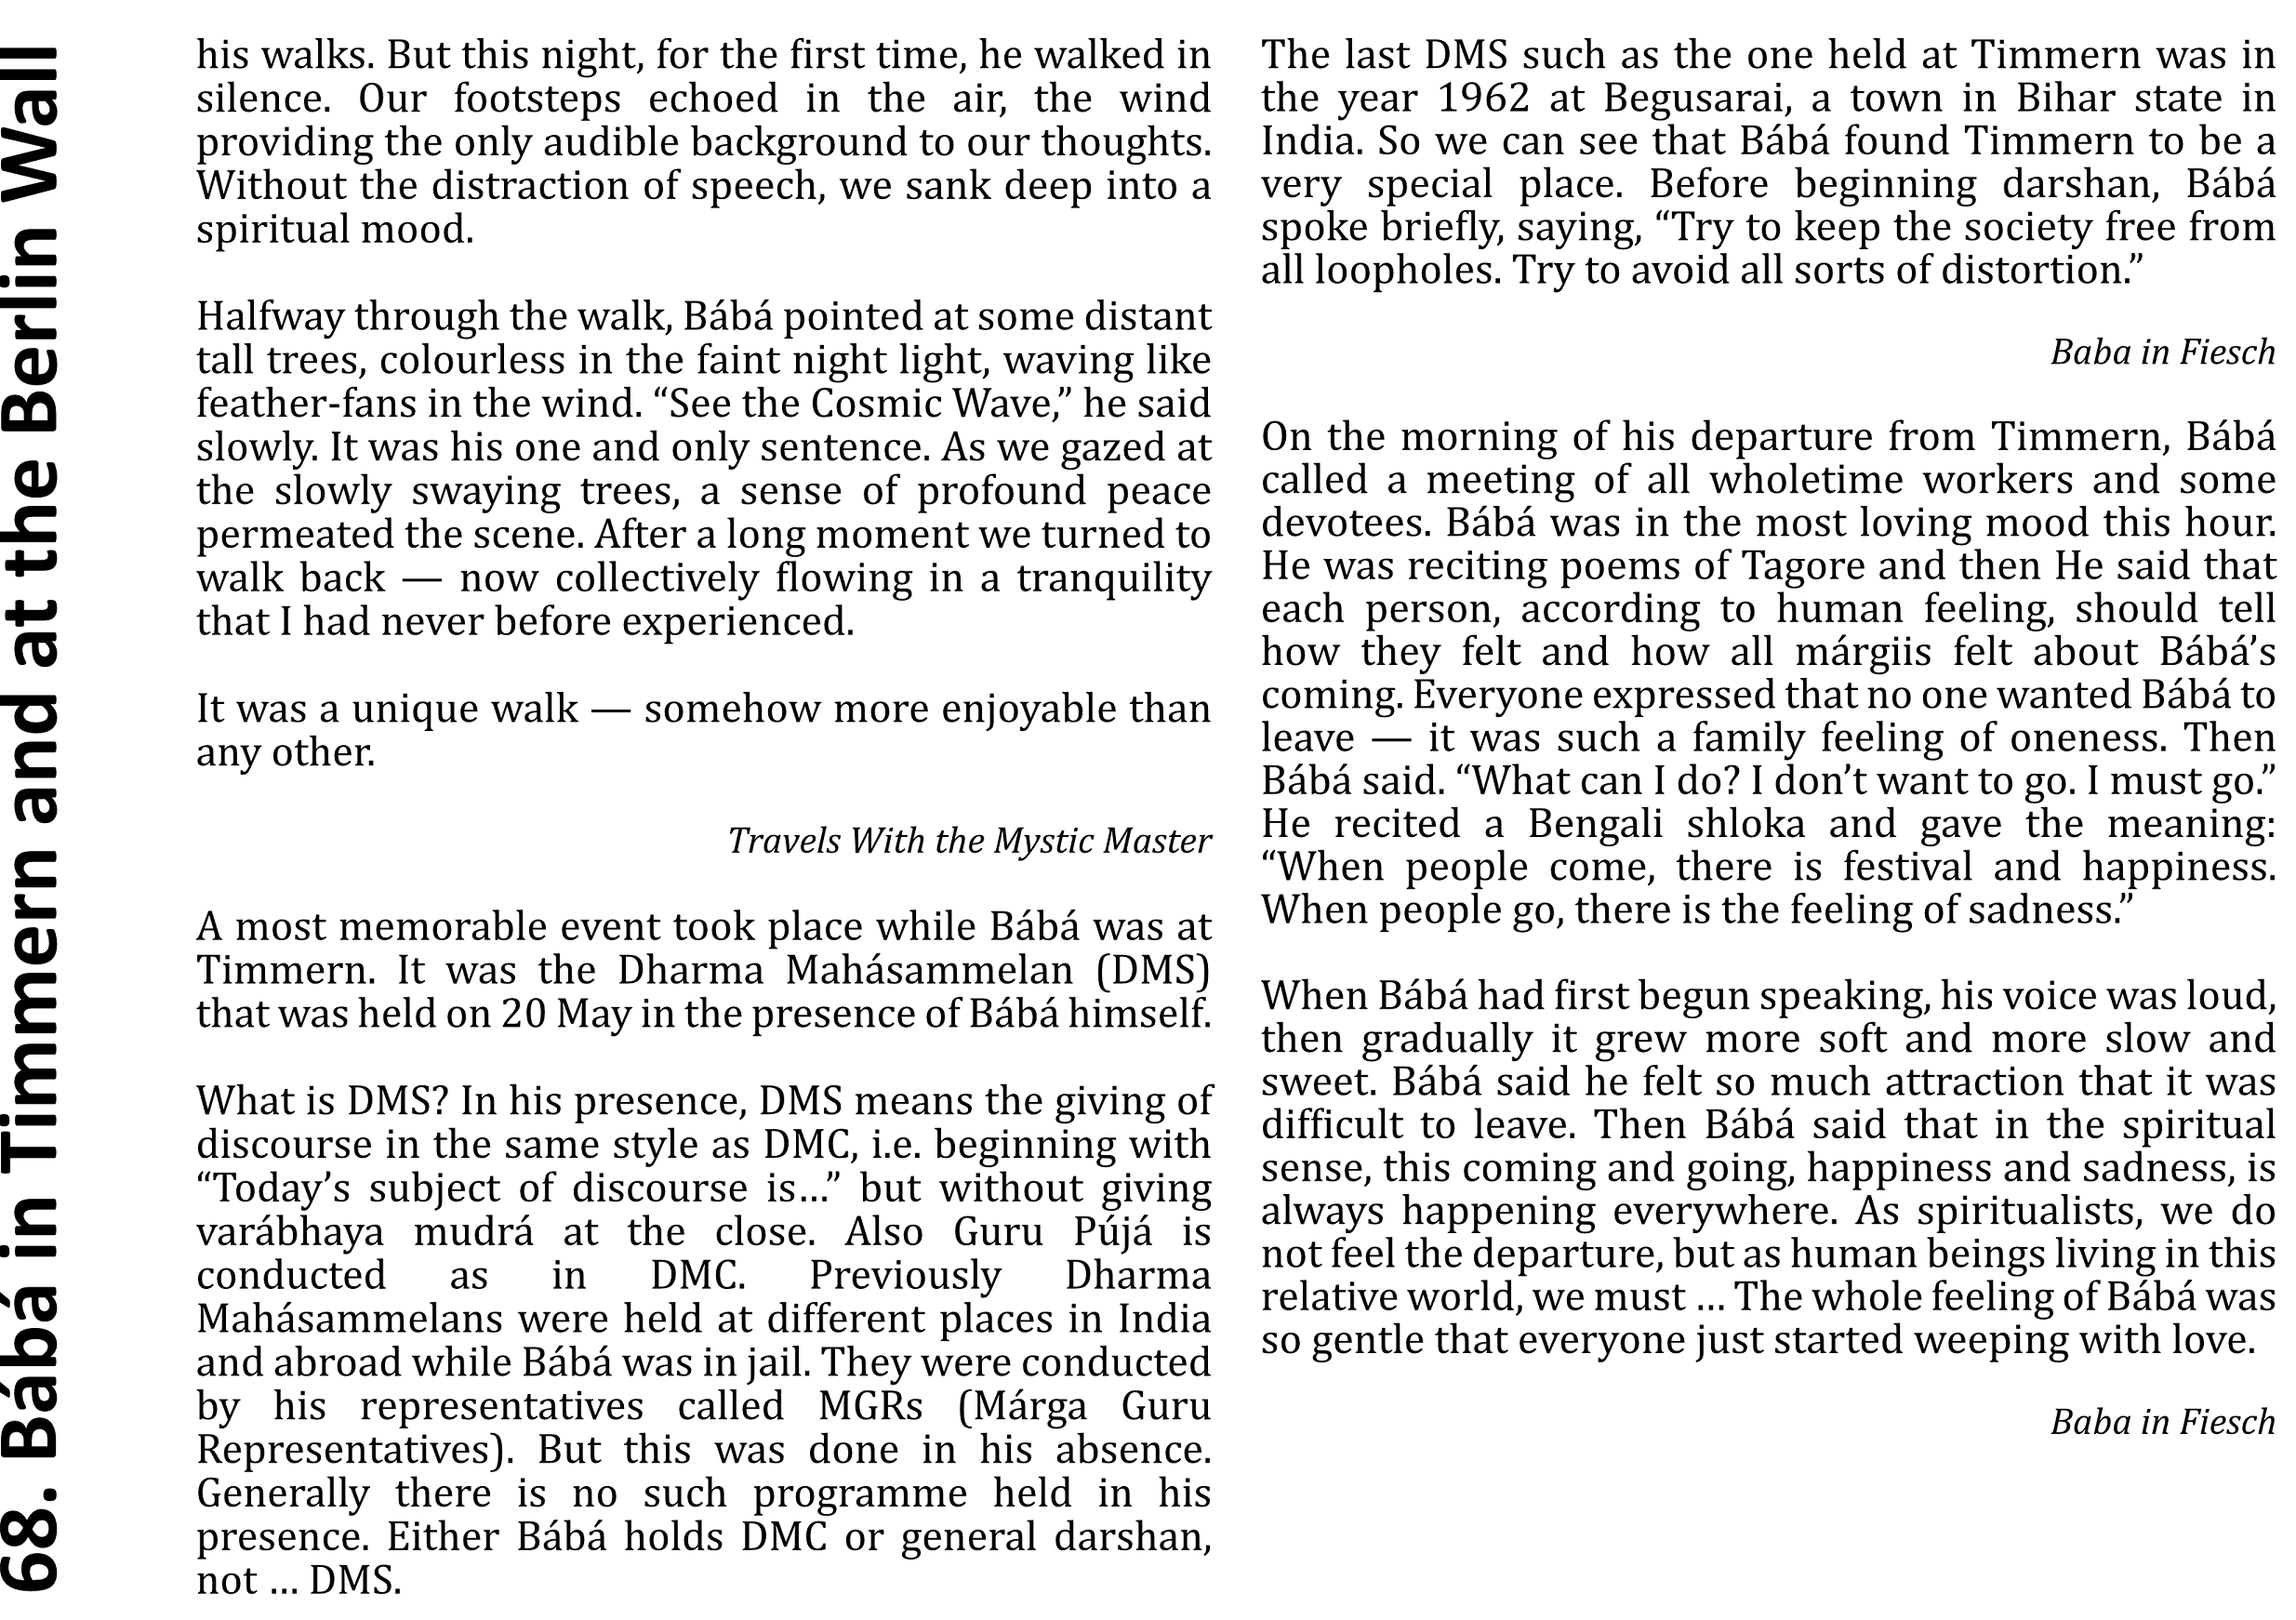 68. Bábá in Timmern and at the Berlin Wall
his walks. But this night, for the first time, he walked in
silence. Our footsteps echoed in the air, the wind
providing the only audible background to our thoughts.
Without the distraction of speech, we sank deep into a
spiritual mood.
Halfway through the walk, Bábá pointed at some distant
tall trees, colourless in the faint night light, waving like
feather-fans in the wind. “See the Cosmic Wave,” he said
slowly. It was his one and only sentence. As we gazed at
the slowly swaying trees, a sense of profound peace
permeated the scene. After a long moment we turned to
walk back — now collectively flowing in a tranquility
that I had never before experienced.
It was a unique walk — somehow more enjoyable than
any other.
Travels With the Mystic Master
A most memorable event took place while Bábá was at
Timmern. It was the Dharma Mahásammelan (DMS)
that was held on 20 May in the presence of Bábá himself.
What is DMS? In his presence, DMS means the giving of
discourse in the same style as DMC, i.e. beginning with
“Today’s subject of discourse is…” but without giving
varábhaya mudrá at the close. Also Guru Pújá is
conducted as in DMC. Previously Dharma
Mahásammelans were held at different places in India
and abroad while Bábá was in jail. They were conducted
by his representatives called MGRs (Márga Guru
Representatives). But this was done in his absence.
Generally there is no such programme held in his
presence. Either Bábá holds DMC or general darshan,
not … DMS.
The last DMS such as the one held at Timmern was in
the year 1962 at Begusarai, a town in Bihar state in
India. So we can see that Bábá found Timmern to be a
very special place. Before beginning darshan, Bábá
spoke briefly, saying, “Try to keep the society free from
all loopholes. Try to avoid all sorts of distortion.”
Baba in Fiesch
On the morning of his departure from Timmern, Bábá
called a meeting of all wholetime workers and some
devotees. Bábá was in the most loving mood this hour.
He was reciting poems of Tagore and then He said that
each person, according to human feeling, should tell
how they felt and how all márgiis felt about Bábá’s
coming. Everyone expressed that no one wanted Bábá to
leave — it was such a family feeling of oneness. Then
Bábá said. “What can I do? I don’t want to go. I must go.”
He recited a Bengali shloka and gave the meaning:
“When people come, there is festival and happiness.
When people go, there is the feeling of sadness.”
When Bábá had first begun speaking, his voice was loud,
then gradually it grew more soft and more slow and
sweet. Bábá said he felt so much attraction that it was
difficult to leave. Then Bábá said that in the spiritual
sense, this coming and going, happiness and sadness, is
always happening everywhere. As spiritualists, we do
not feel the departure, but as human beings living in this
relative world, we must … The whole feeling of Bábá was
so gentle that everyone just started weeping with love.
Baba in Fiesch